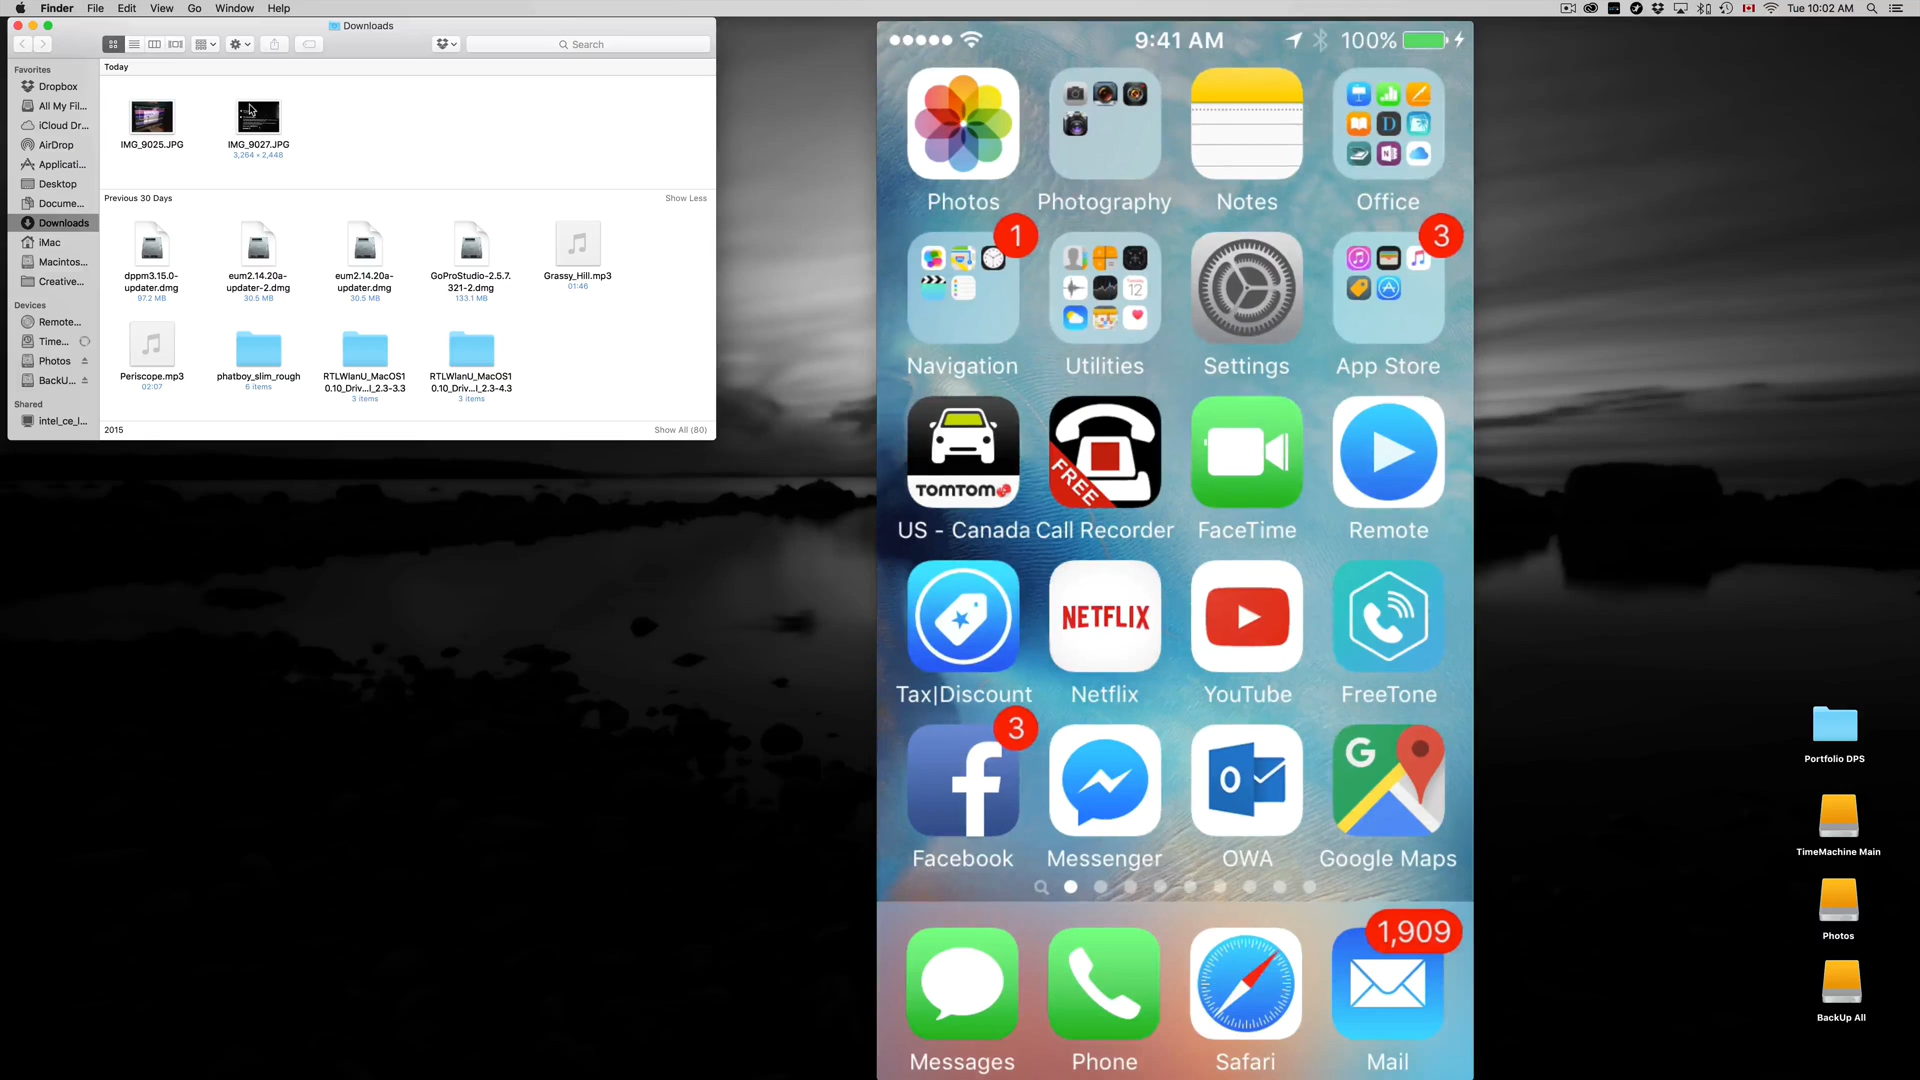 Finder File Edit View Go Window Help
Tue 10:02 AM
Downloads
Search
Favorites
Dropbox
All My Fil...
iCloud Dr...
AirDrop
Applicati...
Desktop
Docume...
Downloads
iMac
Macintos...
Creative...
Devices
Remote...
Time...
Photos
BackU...
Shared
intel_ce_l...
Today
IMG_9025.JPG
IMG_9027.JPG
3,264 × 2,448
Previous 30 Days
Show Less
dppm3.15.0-
updater.dmg
97.2 MB
eum2.14.20a-
updater-2.dmg
30.5 MB
eum2.14.20a-
updater.dmg
30.5 MB
GoProStudio-2.5.7.
321-2.dmg
133.1 MB
Grassy_Hill.mp3
01:46
Periscope.mp3
02:07
phatboy_slim_rough
6 items
RTLWlanU_MacOS1
0.10_Driv...l_2.3-3.3
3 items
RTLWlanU_MacOS1
0.10_Driv...l_2.3-4.3
3 items
2015
Show All (80)
9:41 AM
100%
Photos
Photography
Notes
Office
1
3
Navigation
Utilities
Settings
App Store
TOMTOM
FREE
US - Canada
Call Recorder
FaceTime
Remote
NETFLIX
Tax|Discount
Netflix
YouTube
FreeTone
3
Facebook
Messenger
OWA
Google Maps
1,909
Messages
Phone
Safari
Mail
Portfolio DPS
TimeMachine Main
Photos
BackUp All